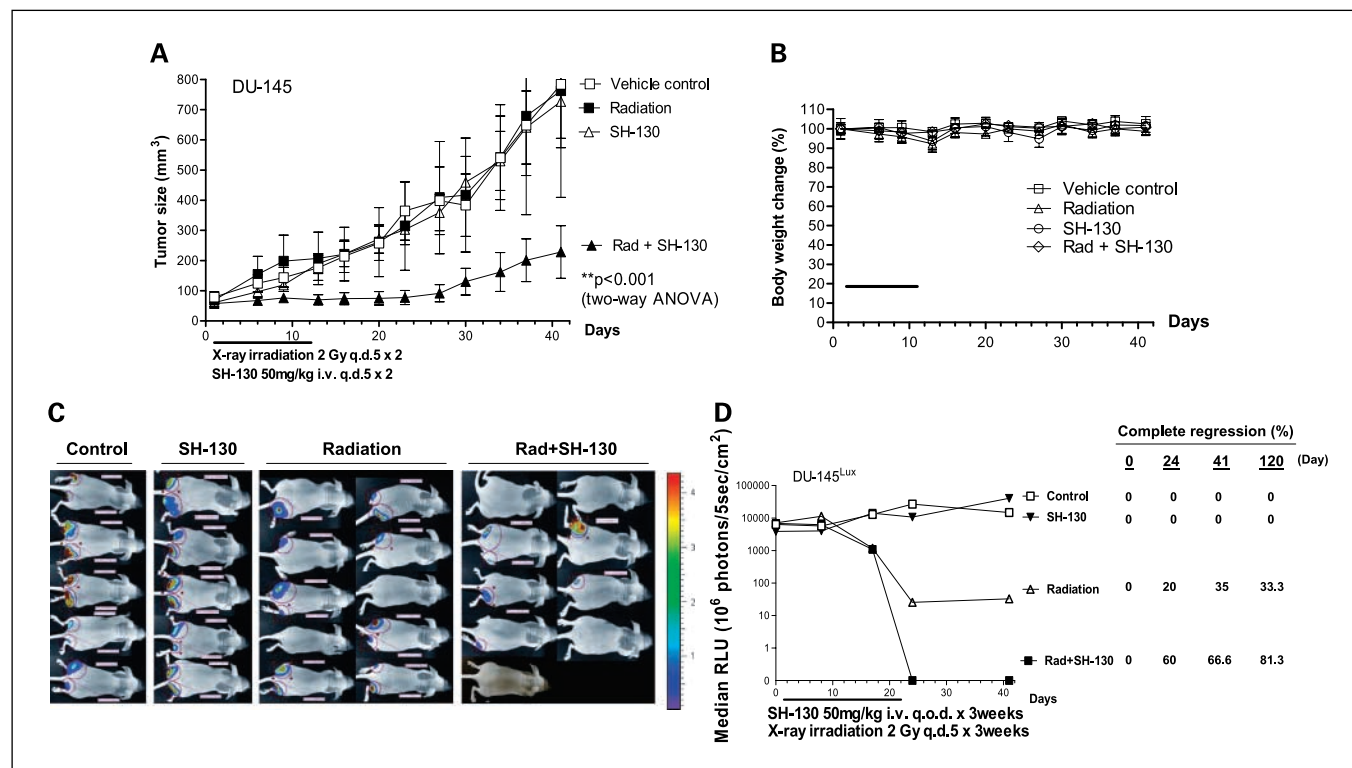 A
DU-145
800
700
600
500
400
300
200
100
0
Tumor size (mm3)
0 10 20 30 40
Days
Vehicle control
Radiation
SH-130
Rad + SH-130
**p<0.001
(two-way ANOVA)
X-ray irradiation 2 Gy q.d.5 x 2
SH-130 50mg/kg i.v. q.d.5 x 2
B
110
100
90
80
70
60
50
40
30
20
10
0
Body weight change (%)
Vehicle control
Radiation
SH-130
Rad + SH-130
0 10 20 30 40
Days
C
Control SH-130 Radiation Rad+SH-130
4
3
2
1
D
DU-145Lux
Median RLU (10^6 photons/5sec/cm2)
100000
10000
1000
100
10
1
0
0 10 20 30 40
Days
SH-130 50mg/kg i.v. q.o.d. x 3weeks
X-ray irradiation 2 Gy q.d.5 x 3weeks
Complete regression (%)
0 24 41 120 (Day)
Control 0 0 0 0
SH-130 0 0 0 0
Radiation 0 20 35 33.3
Rad+SH-130 0 60 66.6 81.3